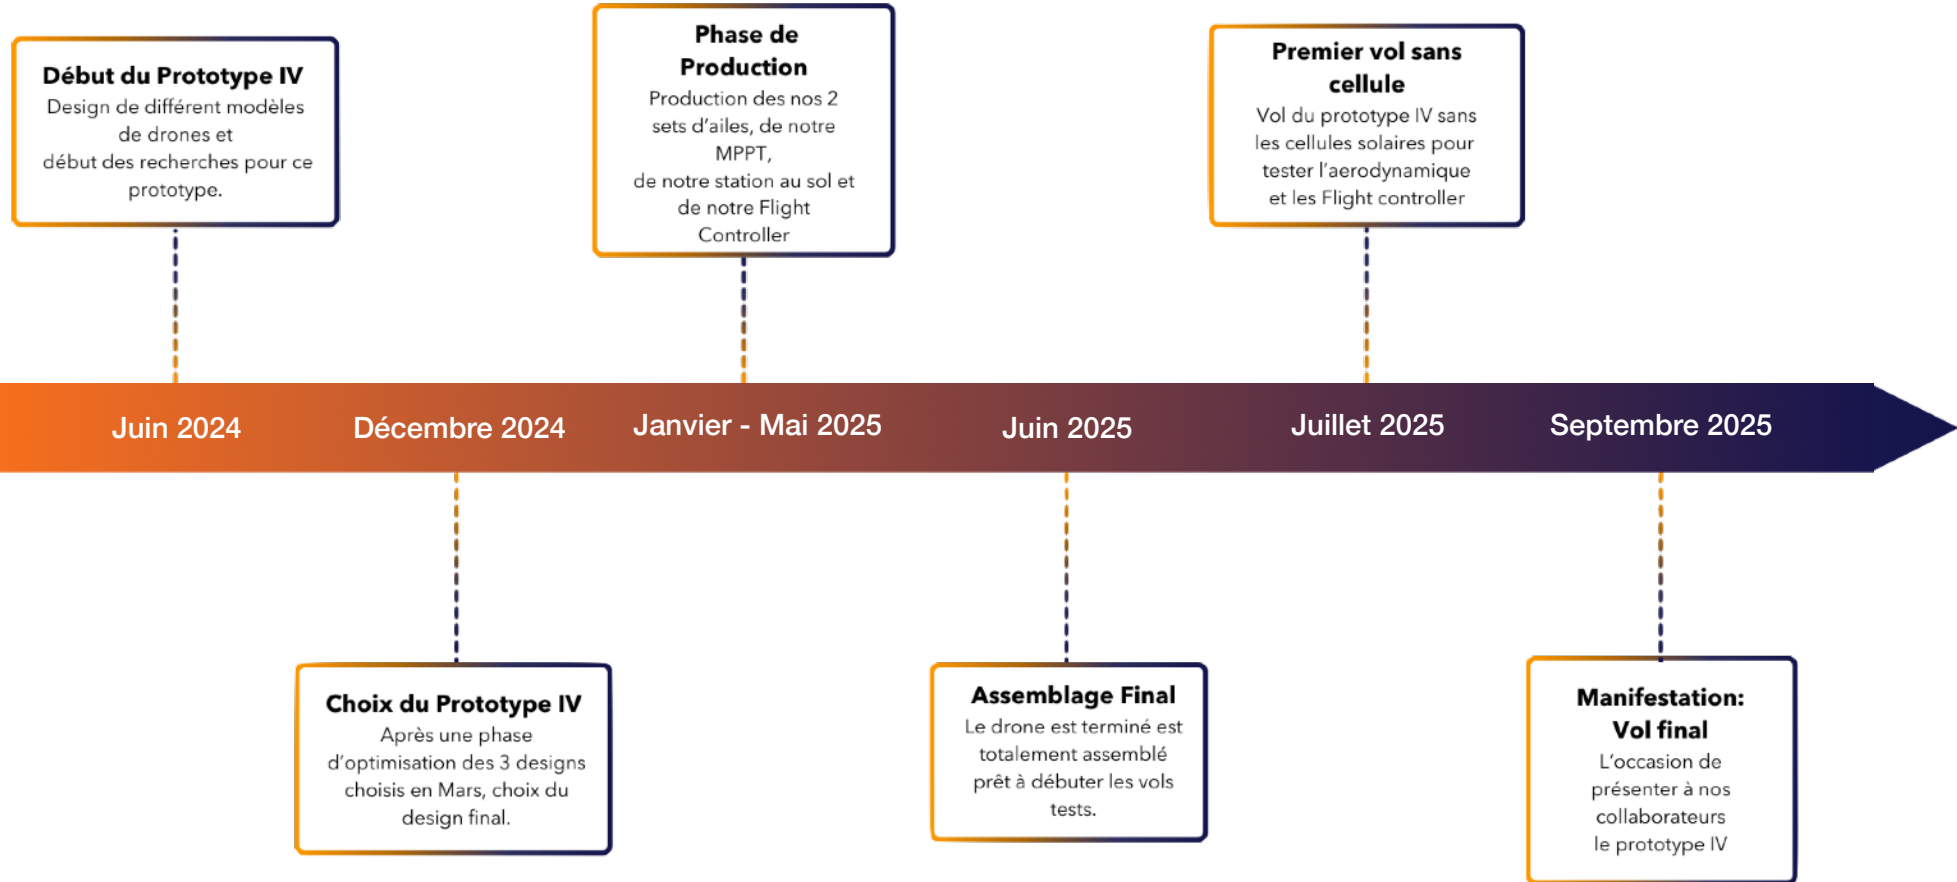 Début du Prototype IV
Design de différent modèles
de drones et
début des recherches pour ce
prototype.
Phase de
Production
Production des nos 2
sets d'ailes, de notre
MPPT,
de notre station au sol et
de notre Flight
Controller
Premier vol sans
cellule
Vol du prototype IV sans
les cellules solaires pour
tester l'aerodynamique
et les Flight controller
Juin 2024
Décembre 2024
Janvier - Mai 2025
Juin 2025
Juillet 2025
Septembre 2025
Choix du Prototype IV
Après une phase
d'optimisation des 3 designs
choisis en Mars, choix du
design final.
Assemblage Final
Le drone est terminé est
totalement assemblé
prêt à débuter les vols
tests.
Manifestation:
Vol final
L'occasion de
présenter à nos
collaborateurs
le prototype IV